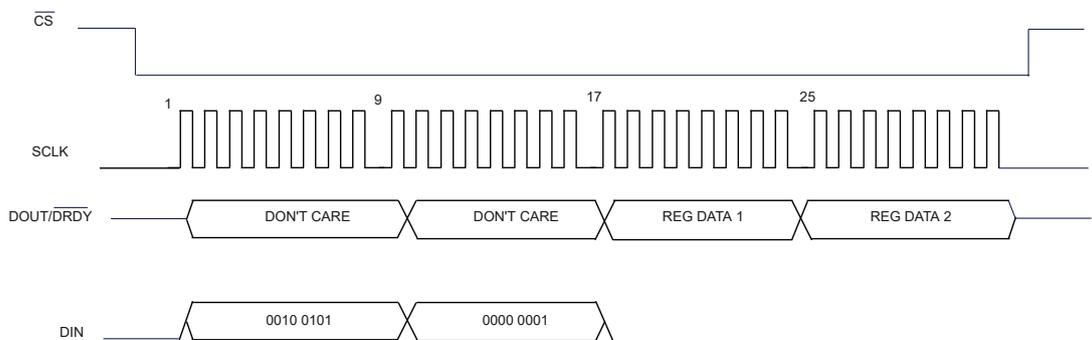 CS
1
9
17
25
SCLK
DOUT/DRDY
DON'T CARE
DON'T CARE
REG DATA 1
REG DATA 2
DIN
0010 0101
0000 0001